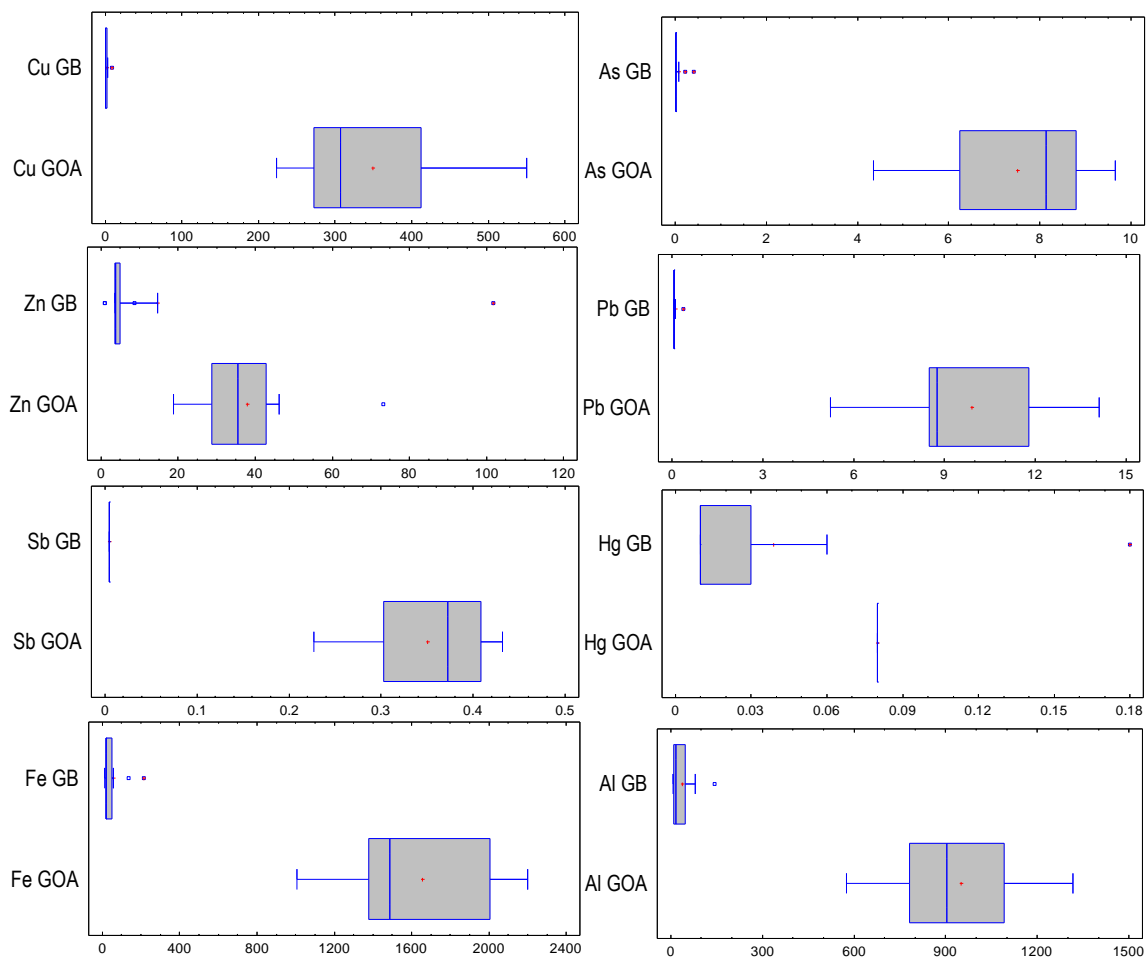 Cu GB
Cu GOA
0 100 200 300 400 500 600
As GB
As GOA
0 2 4 6 8 10
Zn GB
Zn GOA
0 20 40 60 80 100 120
Pb GB
Pb GOA
0 3 6 9 12 15
Sb GB
Sb GOA
0 0.1 0.2 0.3 0.4 0.5
Hg GB
Hg GOA
0 0.03 0.06 0.09 0.12 0.15 0.18
Fe GB
Fe GOA
0 400 800 1200 1600 2000 2400
Al GB
Al GOA
0 300 600 900 1200 1500